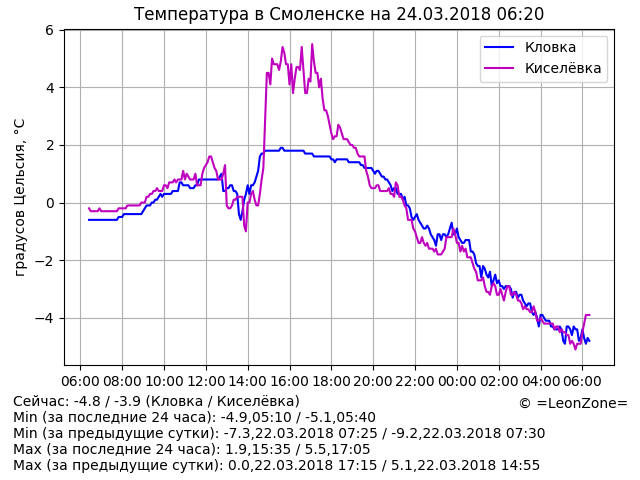 Температура в Смоленске на 24.03.2018 06:20
градусов Цельсия, °C
6
4
2
0
−2
−4
Кловка
Киселёвка
06:00 08:00 10:00 12:00 14:00 16:00 18:00 20:00 22:00 00:00 02:00 04:00 06:00
Сейчас: -4.8 / -3.9 (Кловка / Киселёвка)
© =LeonZone=
Min (за последние 24 часа): -4.9,05:10 / -5.1,05:40
Min (за предыдущие сутки): -7.3,22.03.2018 07:25 / -9.2,22.03.2018 07:30
Max (за последние 24 часа): 1.9,15:35 / 5.5,17:05
Max (за предыдущие сутки): 0.0,22.03.2018 17:15 / 5.1,22.03.2018 14:55